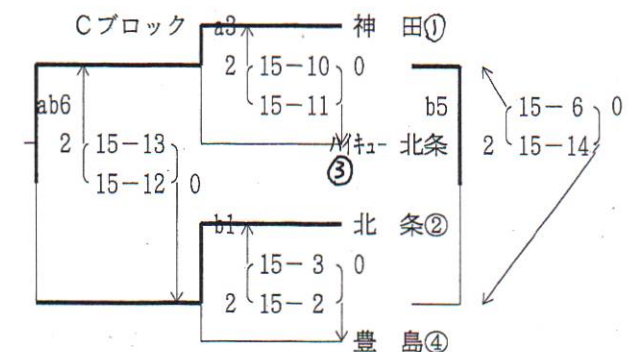 Cブロック a3 神 田①
2 15-10 0
15-11
ab6 b5 15- 6 0
2 15-13 ハイキュー 北条 2 15-14
15-12 0 ③
b1 北 条②
15- 3 0
2 15- 2
豊 島④